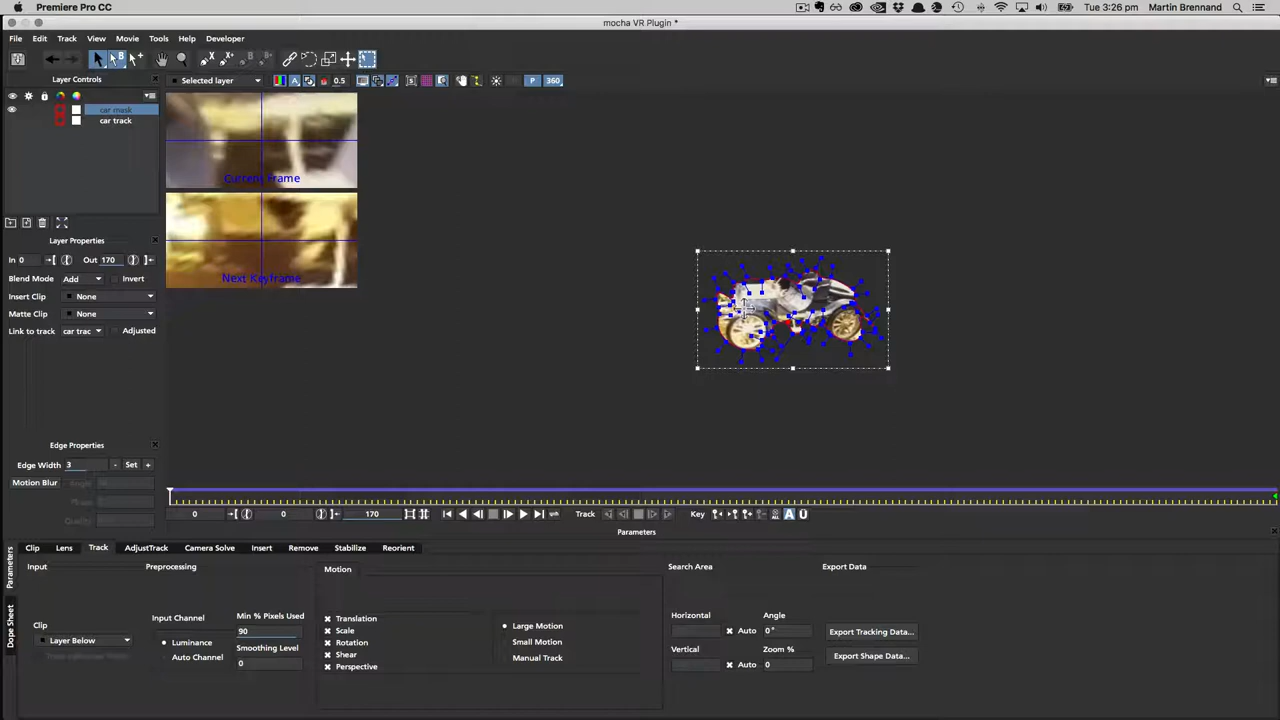 Premiere Pro CC
Tue 3:26 pm Martin Brennand
mocha VR Plugin *
File Edit Track View Movie Tools Help Developer
Layer Controls
Selected layer
0.5
P 360
car mask
car track
Current Frame
Next Keyframe
Layer Properties
In 0 Out 170
Blend Mode Add Invert
Insert Clip None
Matte Clip None
Link to track car trac Adjusted
Edge Properties
Edge Width 3 - Set +
Motion Blur Angle
Phase
Quality
0 0 170 Track Key A
Parameters
Clip Lens Track AdjustTrack Camera Solve Insert Remove Stabilize Reorient
Parameters
Dope Sheet
Input
Clip
Layer Below
Preprocessing
Input Channel
Luminance
Auto Channel
Min % Pixels Used
90
Smoothing Level
0
Motion
Translation
Scale
Rotation
Shear
Perspective
Large Motion
Small Motion
Manual Track
Search Area
Horizontal
Auto
Vertical
Auto
Angle
0°
Zoom %
0
Export Data
Export Tracking Data...
Export Shape Data...